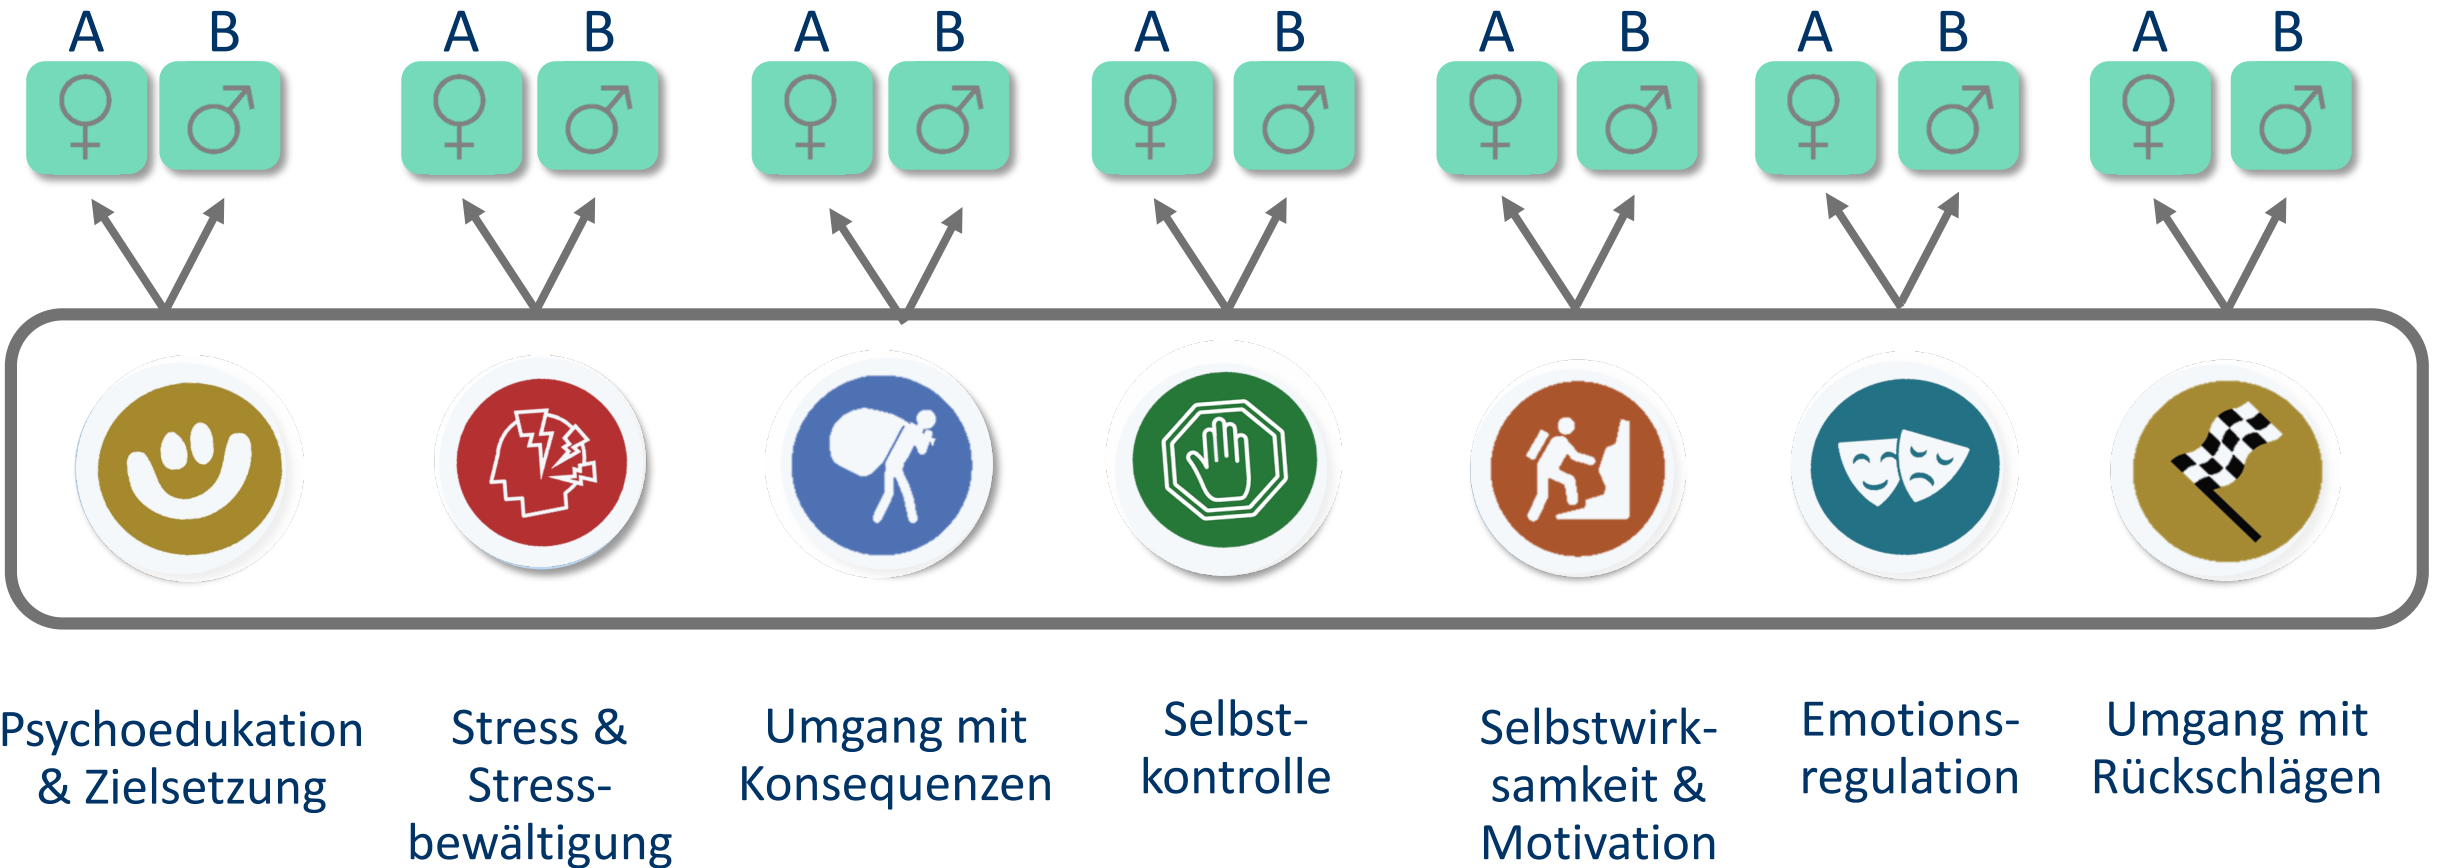 A B A B A B A B A B A B A B
Psychoedukation
& Zielsetzung
Stress &
Stress-
bewältigung
Umgang mit
Konsequenzen
Selbst-
kontrolle
Selbstwirk-
samkeit &
Motivation
Emotions-
regulation
Umgang mit
Rückschlägen